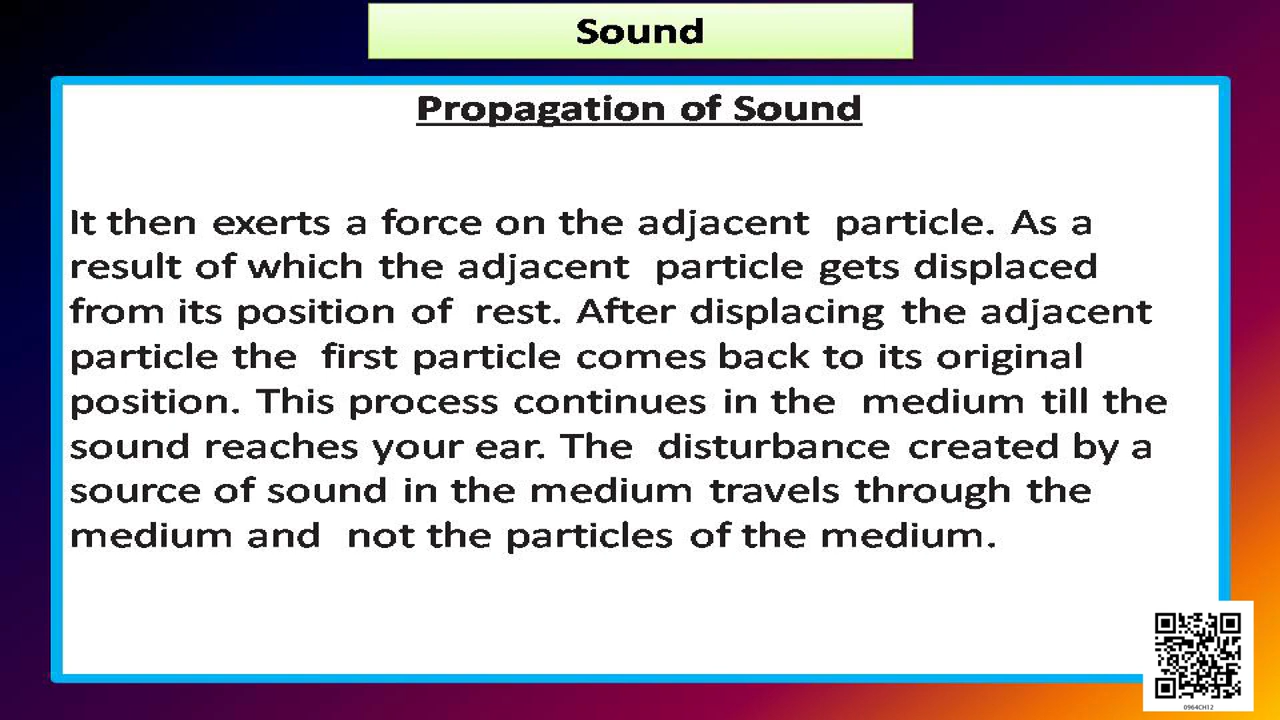 Sound
Propagation of Sound
It then exerts a force on the adjacent particle. As a
result of which the adjacent particle gets displaced
from its position of rest. After displacing the adjacent
particle the first particle comes back to its original
position. This process continues in the medium till the
sound reaches your ear. The disturbance created by a
source of sound in the medium travels through the
medium and not the particles of the medium.
0964CH12